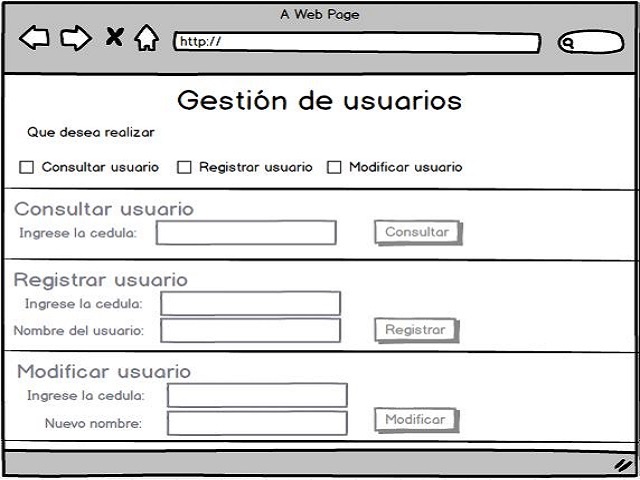 A Web Page
http://
Gestión de usuarios
Que desea realizar
Consultar usuario Registrar usuario Modificar usuario
Consultar usuario
Ingrese la cedula: Consultar
Registrar usuario
Ingrese la cedula:
Nombre del usuario: Registrar
Modificar usuario
Ingrese la cedula:
Nuevo nombre: Modificar